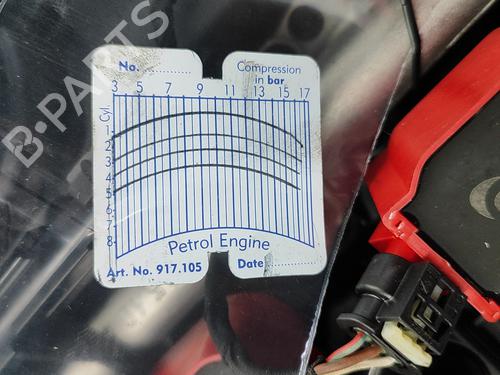 No. ............
Compression
in bar
3 5 7 9 11 13 15 17
Cyl.
1
2
3
4
5
6
7
8
Petrol Engine
Art. No. 917.105
Date ............
B-PARTS